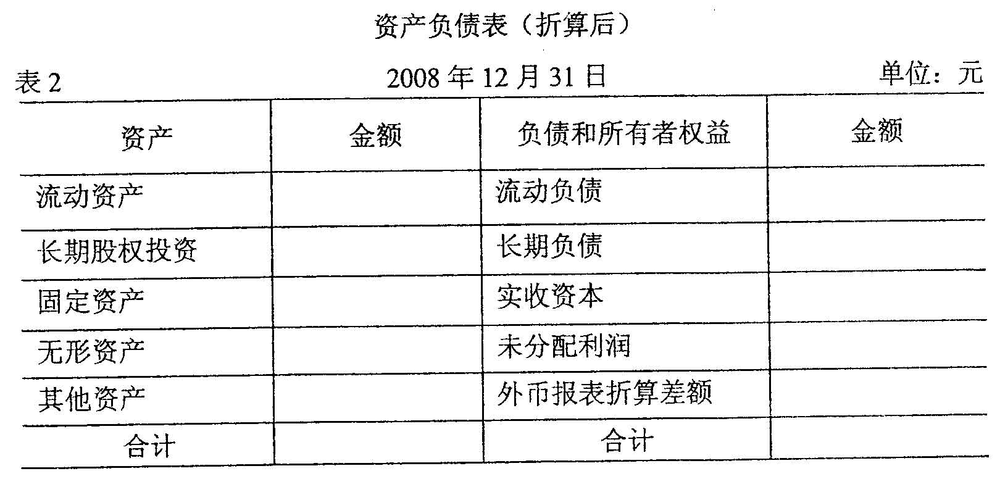 资产负债表（折算后）
表 2 2008 年 12 月 31 日 单位：元
资产 金额 负债和所有者权益 金额
流动资产 流动负债
长期股权投资 长期负债
固定资产 实收资本
无形资产 未分配利润
其他资产 外币报表折算差额
合计 合计